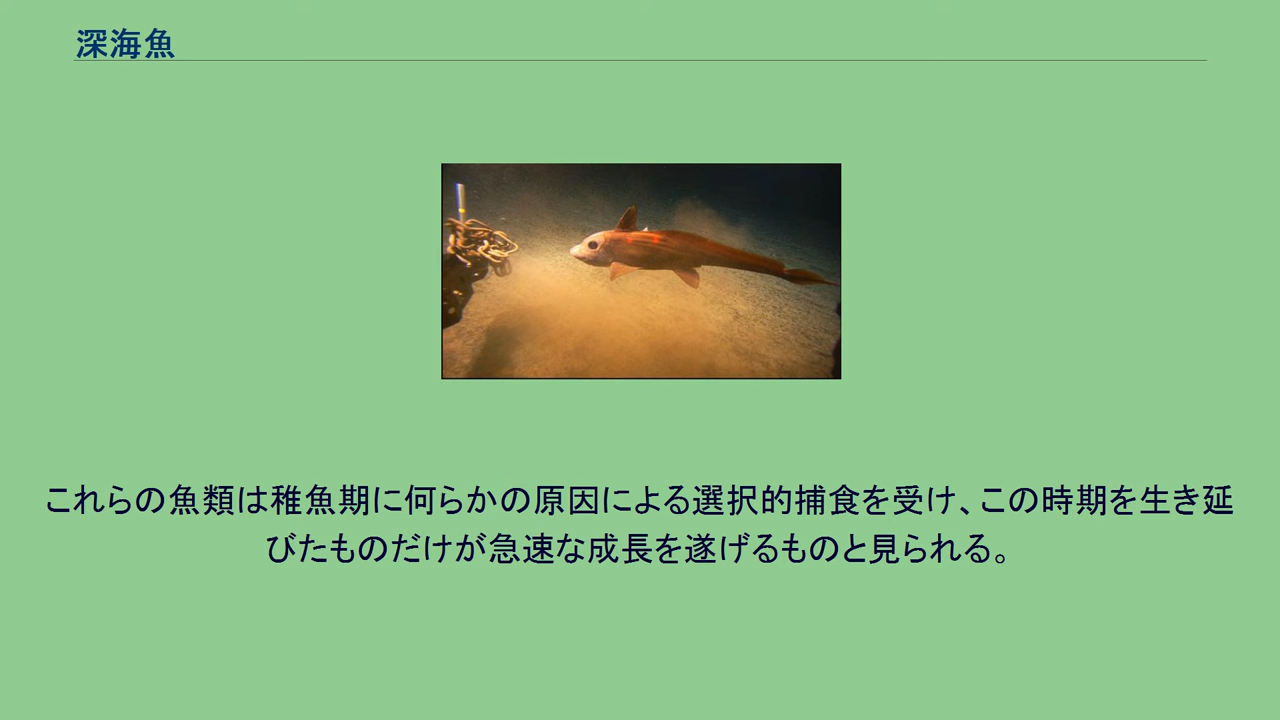 深海魚
これらの魚類は稚魚期に何らかの原因による選択的捕食を受け、この時期を生き延
びたものだけが急速な成長を遂げるものと見られる。